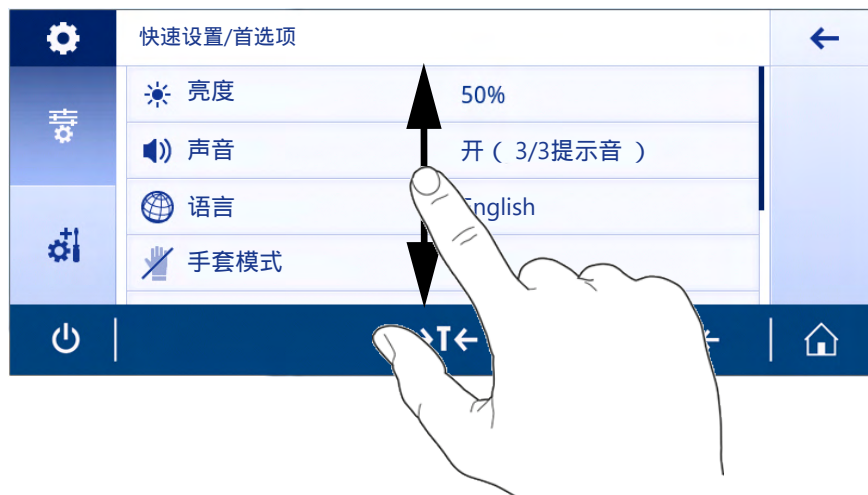 快速设置/首选项
亮度 50%
声音 开（ 3/3提示音 ）
语言 English
手套模式
T